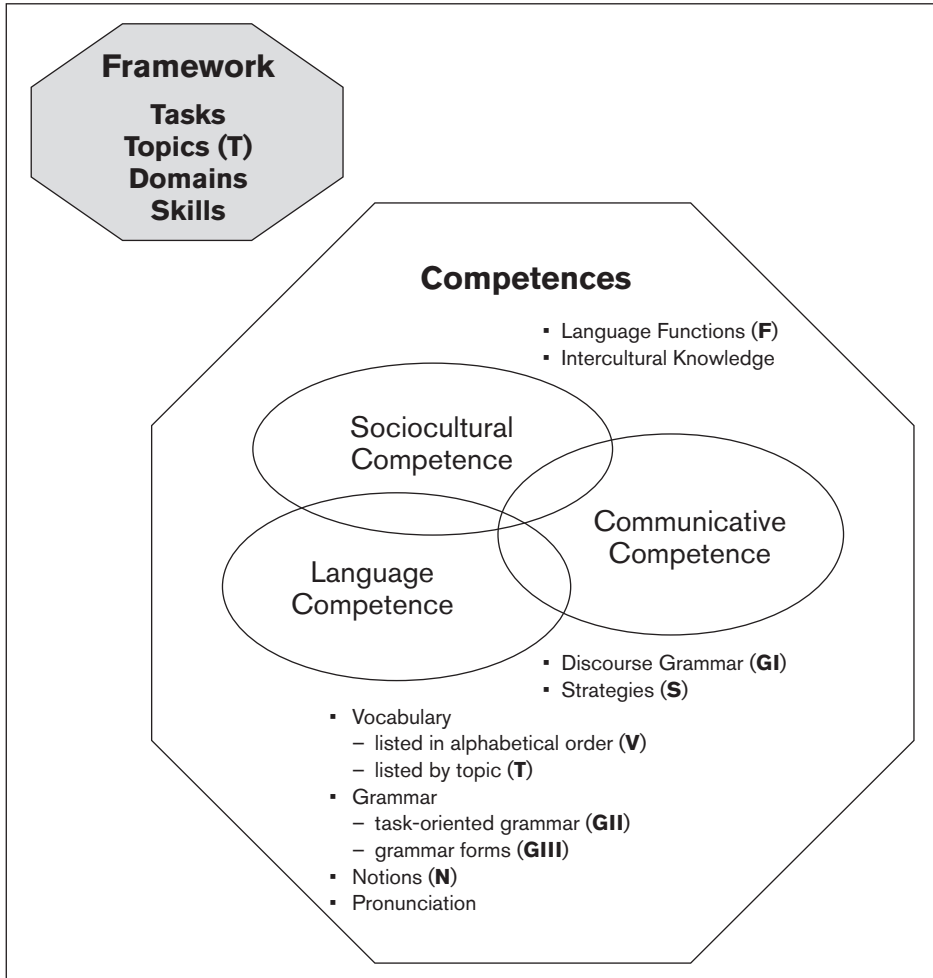 Framework
Tasks
Topics (T)
Domains
Skills
Competences
▪ Language Functions (F)
▪ Intercultural Knowledge
Sociocultural
Competence
Communicative
Competence
Language
Competence
▪ Discourse Grammar (GI)
▪ Strategies (S)
▪ Vocabulary
– listed in alphabetical order (V)
– listed by topic (T)
▪ Grammar
– task-oriented grammar (GII)
– grammar forms (GIII)
▪ Notions (N)
▪ Pronunciation